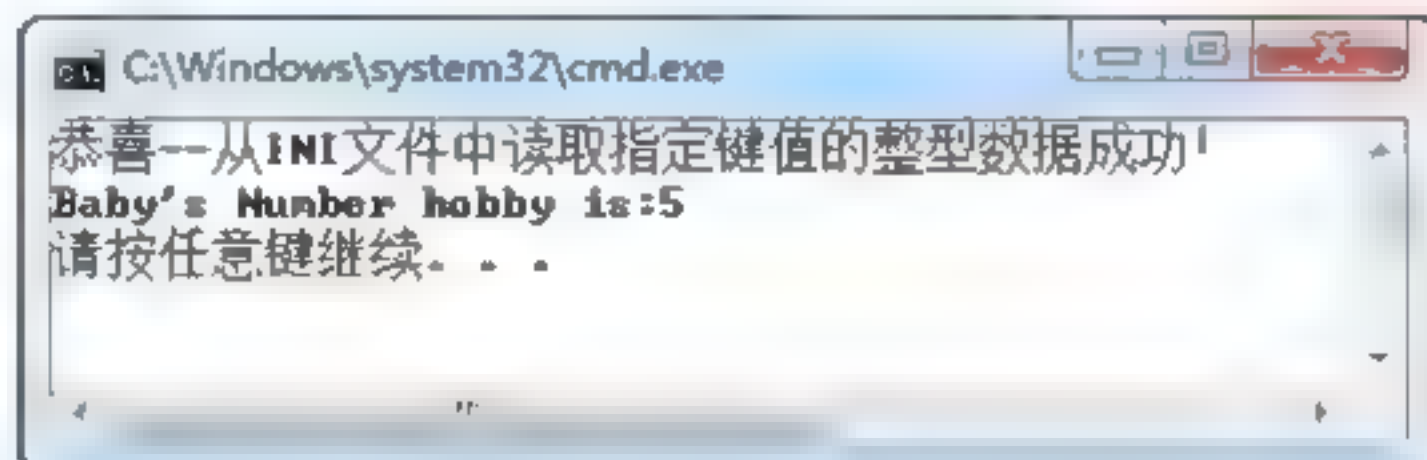 C:\Windows\system32\cmd.exe
恭喜--从INI文件中读取指定键值的整型数据成功!
Baby's Number hobby is:5
请按任意键继续. . .